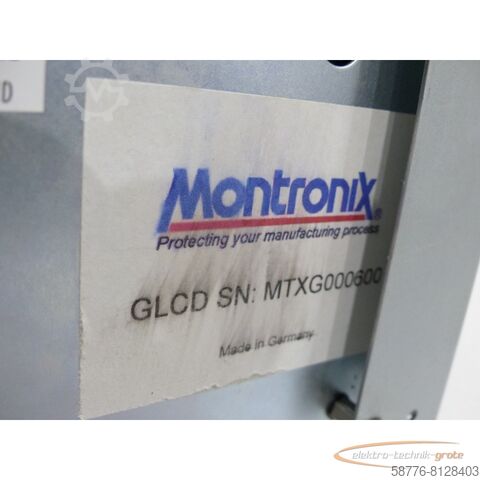 D
Montronix®
Protecting your manufacturing process
GLCD SN: MTXG000600
Made in Germany
elektro-technik-grote
58776-8128403